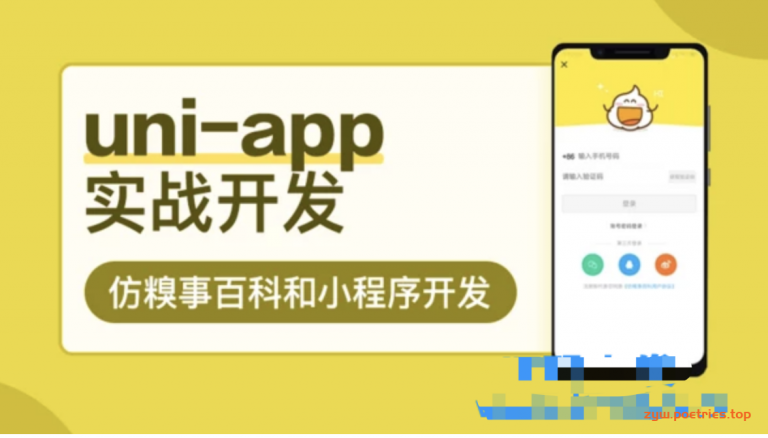 uni-app
实战开发
仿糗事百科和小程序开发
+86 输入手机号码
请输入验证码
登录
zyw.poetries.top